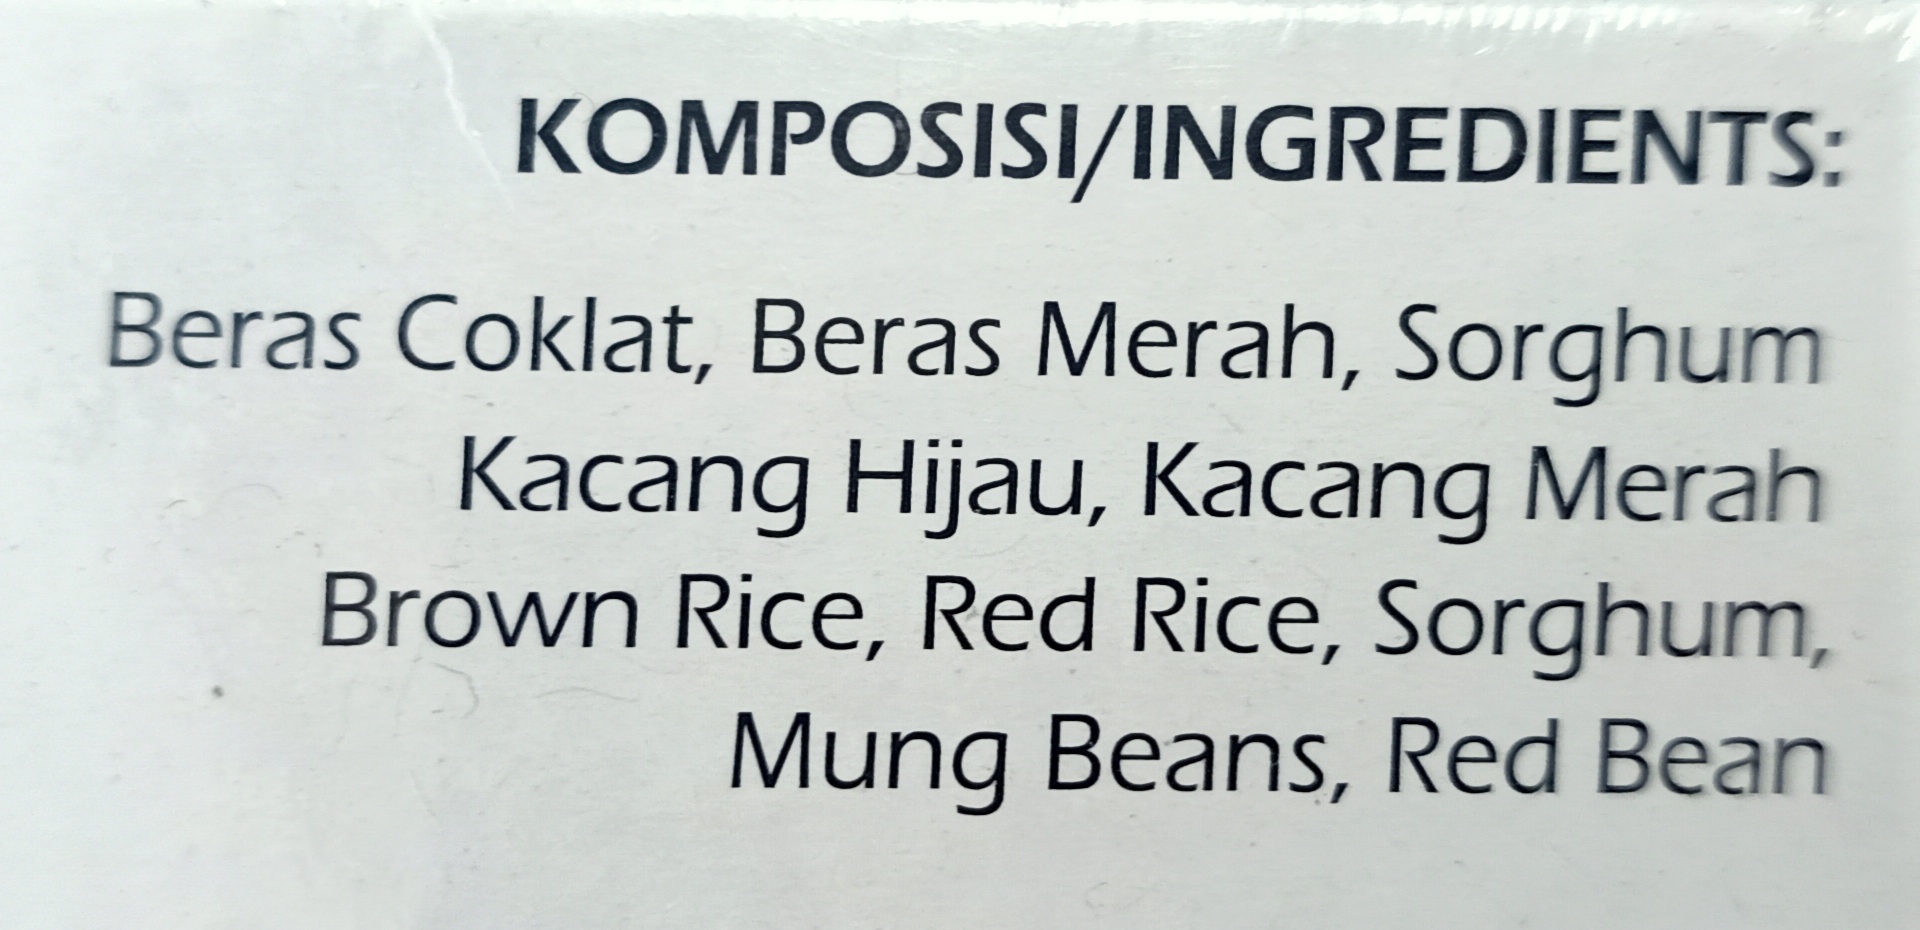 KOMPOSISI/INGREDIENTS:
Beras Coklat, Beras Merah, Sorghum
Kacang Hijau, Kacang Merah
Brown Rice, Red Rice, Sorghum,
Mung Beans, Red Bean